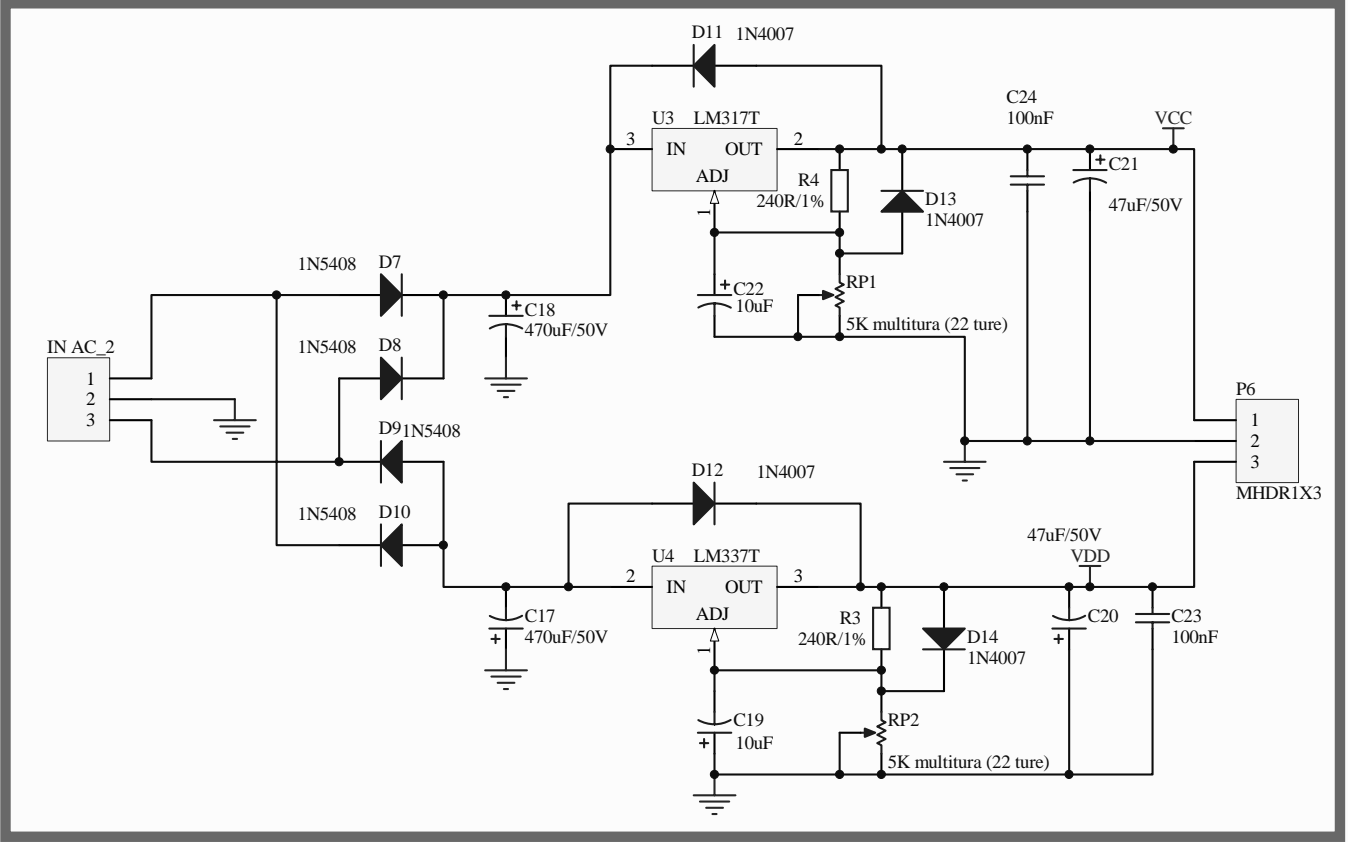 D11 1N4007
U3 LM317T
3 IN OUT 2
ADJ
1
R4
240R/1%
D13
1N4007
C24
100nF
VCC
C21
47uF/50V
C22
10uF
RP1
5K multitura (22 ture)
1N5408 D7
C18
470uF/50V
1N5408 D8
IN AC_2
1
2
3
D9 1N5408
1N5408 D10
P6
1
2
3
MHDR1X3
D12 1N4007
U4 LM337T
2 IN OUT 3
ADJ
1
C17
470uF/50V
R3
240R/1%
D14
1N4007
47uF/50V
VDD
C20
C23
100nF
C19
10uF
RP2
5K multitura (22 ture)